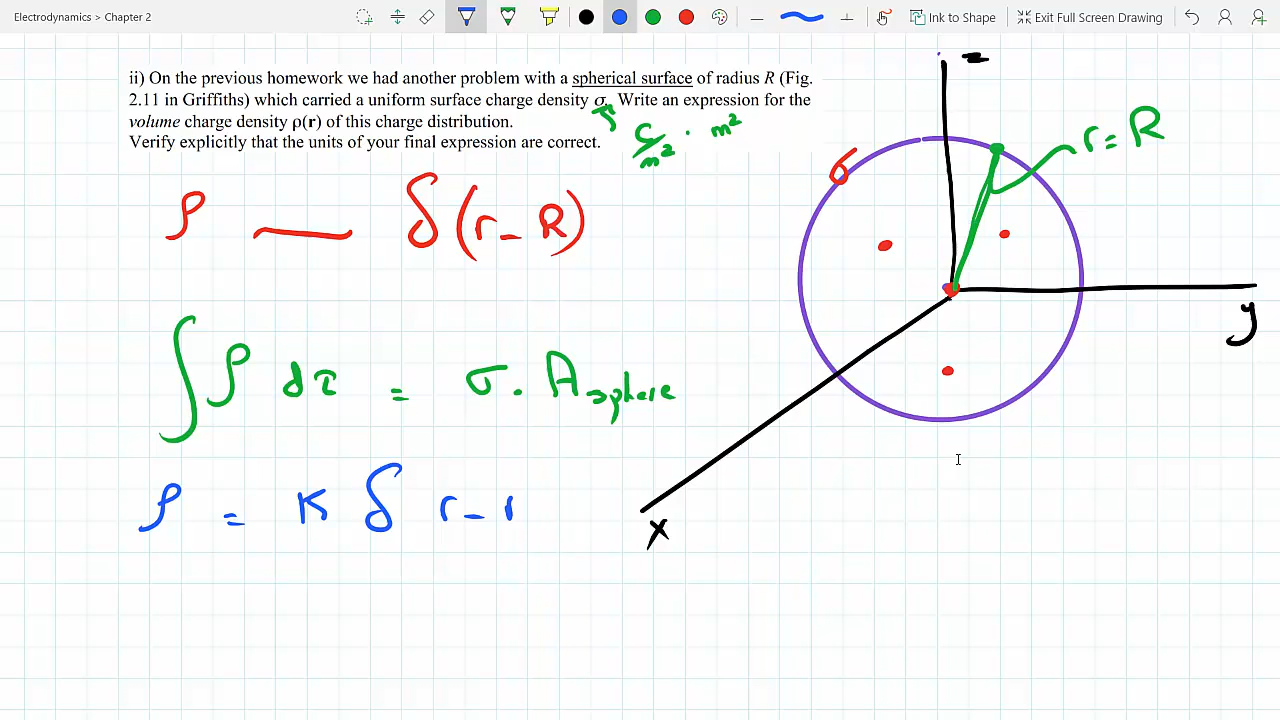 Electrodynamics > Chapter 2
Ink to Shape
Exit Full Screen Drawing
ii) On the previous homework we had another problem with a spherical surface of radius R (Fig.
2.11 in Griffiths) which carried a uniform surface charge density σ. Write an expression for the
volume charge density ρ(r) of this charge distribution.
Verify explicitly that the units of your final expression are correct.
C/m² · m²
ρ — δ(r - R)
∫ρ dτ = σ. A sphere
ρ = K δ r -
z
σ
r = R
y
x